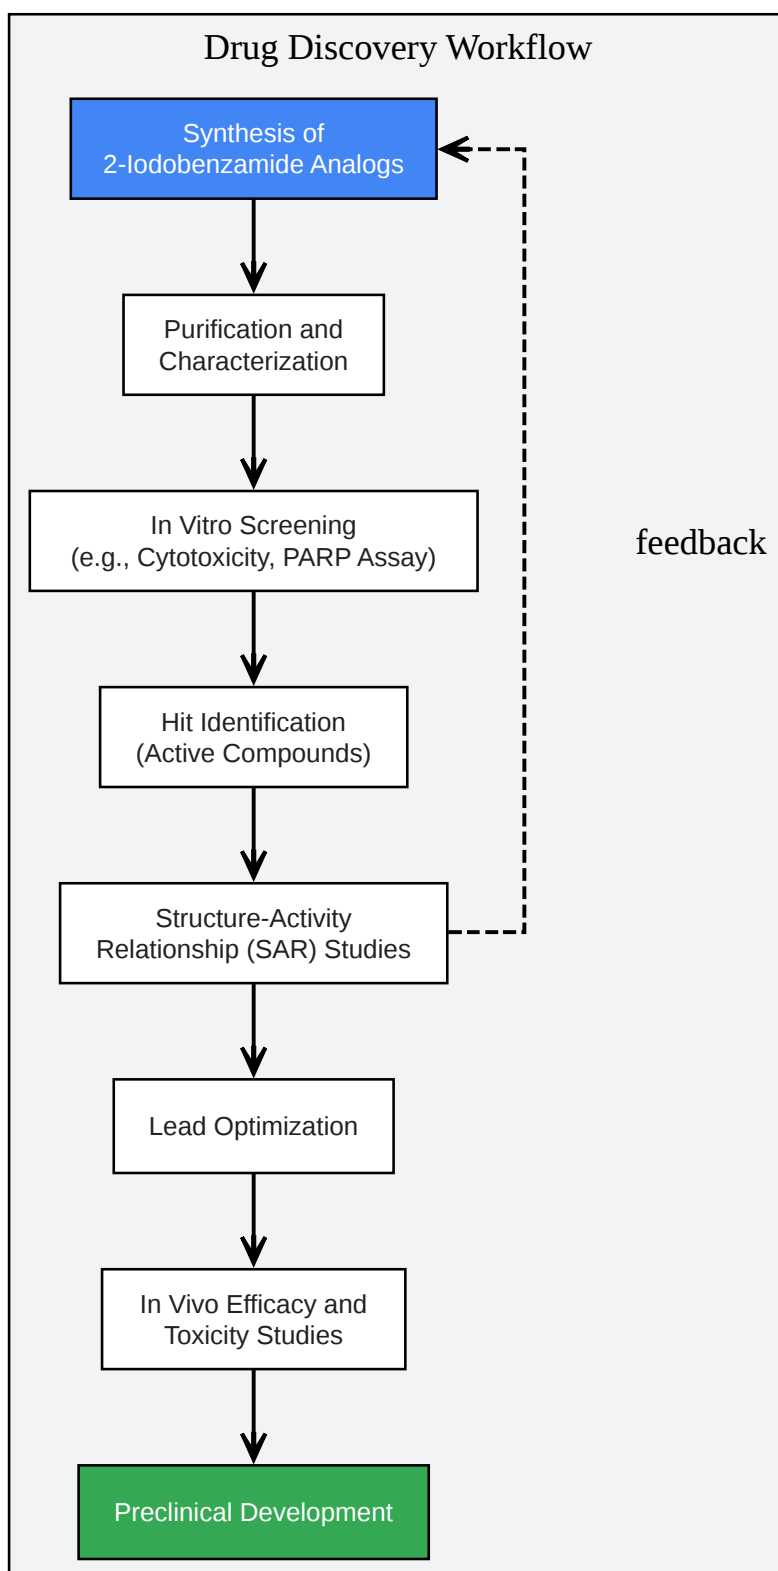 Drug Discovery Workflow
Synthesis of
2-Iodobenzamide Analogs
Purification and
Characterization
In Vitro Screening
(e.g., Cytotoxicity, PARP Assay)
feedback
Hit Identification
(Active Compounds)
Structure-Activity
Relationship (SAR) Studies
Lead Optimization
In Vivo Efficacy and
Toxicity Studies
Preclinical Development